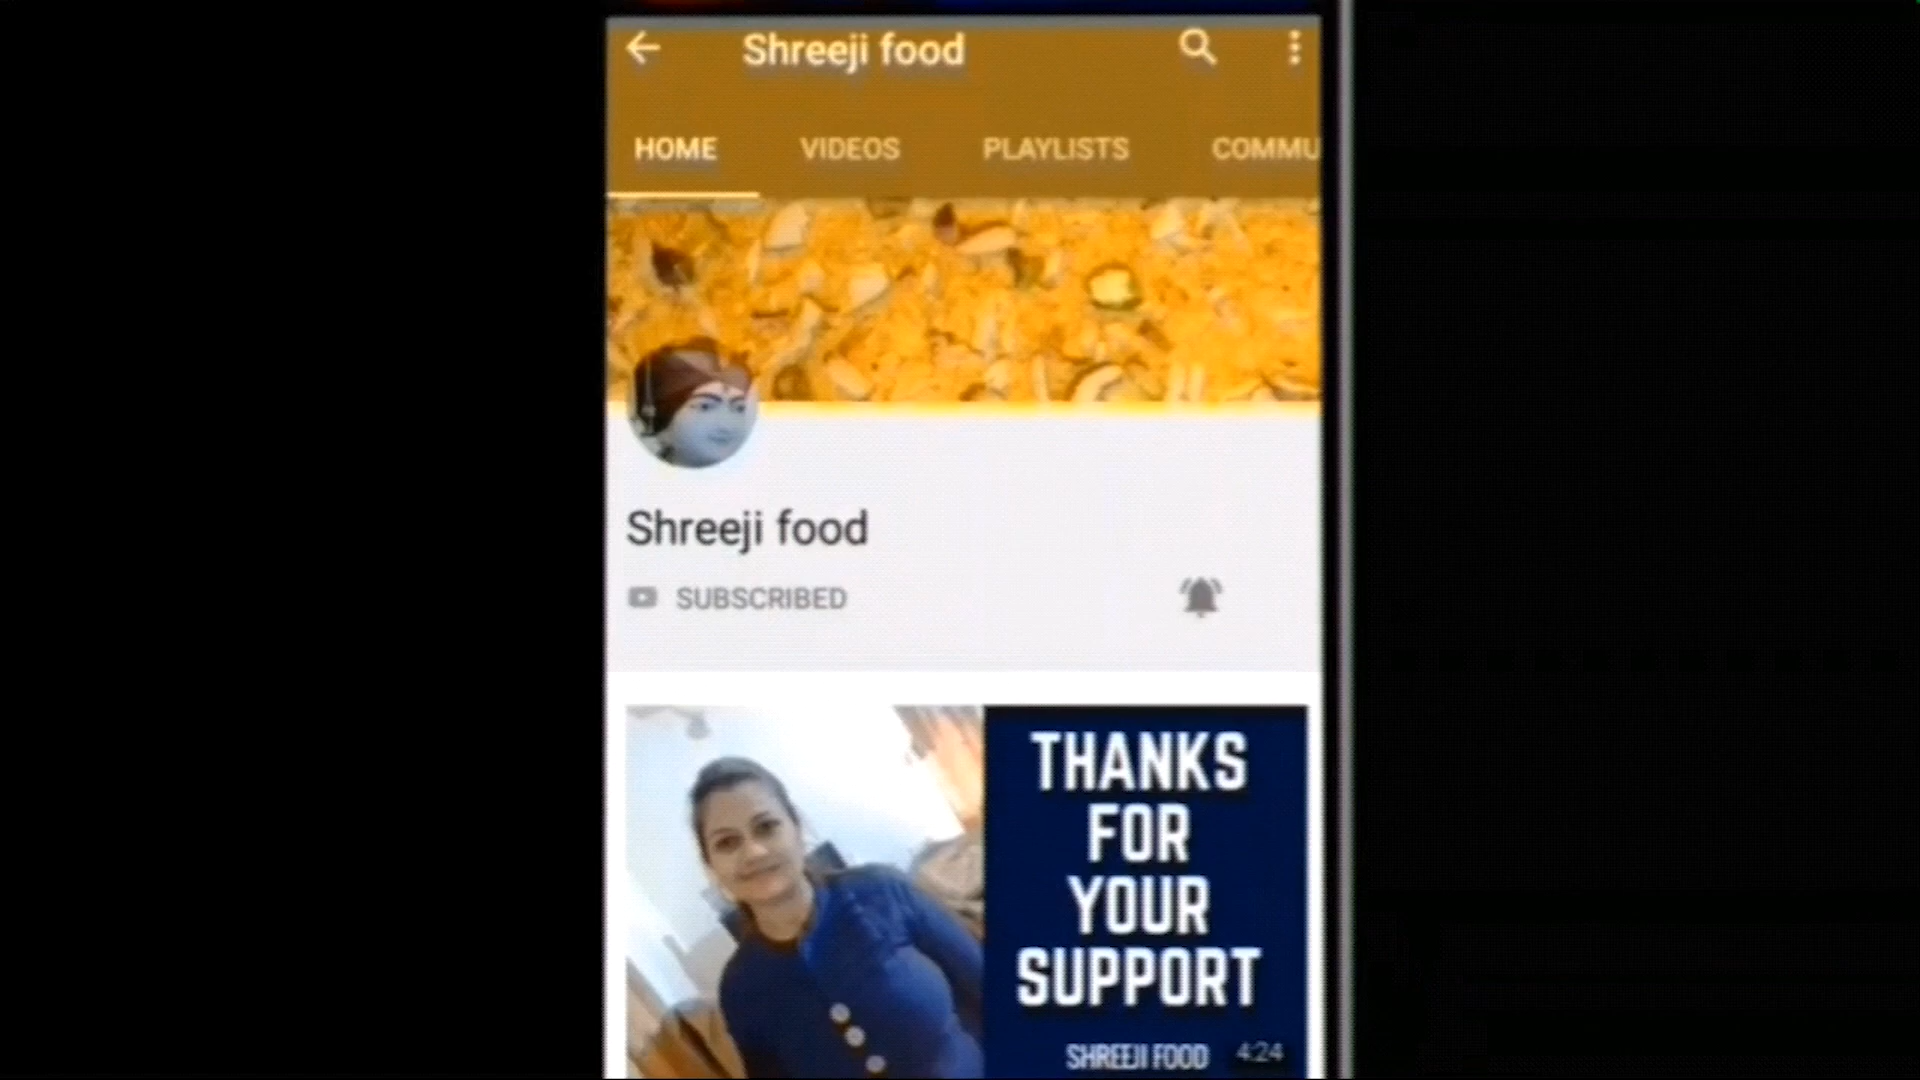 Shreeji food
HOME VIDEOS PLAYLISTS COMMU
Shreeji food
SUBSCRIBED
THANKS
FOR
YOUR
SUPPORT
SHREEJI FOOD 4:24